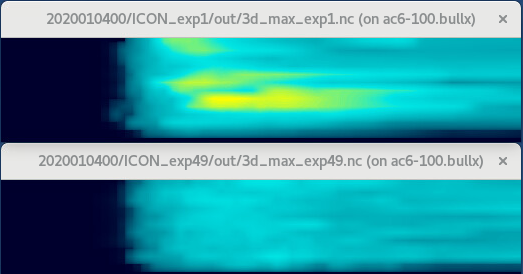 2020010400/ICON_exp1/out/3d_max_exp1.nc (on ac6-100.bullx)
2020010400/ICON_exp49/out/3d_max_exp49.nc (on ac6-100.bullx)